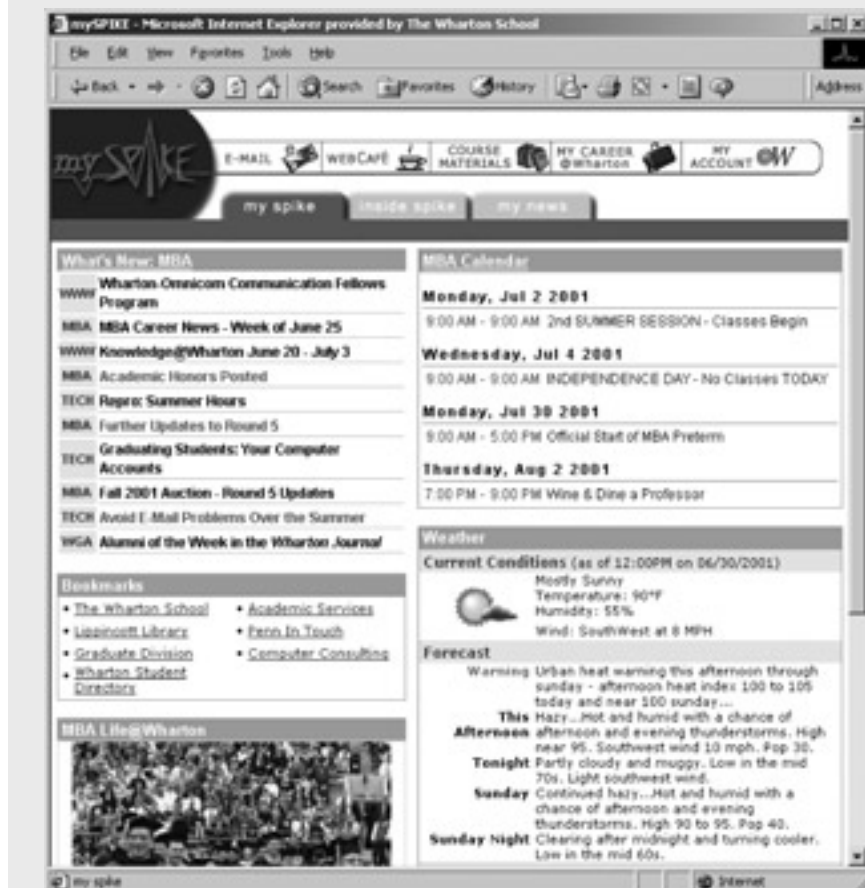 mySPIKE - Microsoft Internet Explorer provided by The Wharton School
File Edit View Favorites Tools Help
Back Search Favorites History Address
my SPIKE
E-MAIL WEBCAFÉ COURSE MATERIALS MY CAREER @Wharton MY ACCOUNT @W
my spike inside spike my news
What's New: MBA
WWW Wharton-Omnicom Communication Fellows
Program
MBA MBA Career News - Week of June 25
WWW Knowledge@Wharton June 20 - July 3
MBA Academic Honors Posted
TECH Repro: Summer Hours
MBA Further Updates to Round 5
TECH Graduating Students: Your Computer
Accounts
MBA Fall 2001 Auction - Round 5 Updates
TECH Avoid E-Mail Problems Over the Summer
WGA Alumni of the Week in the Wharton Journal
Bookmarks
• The Wharton School • Academic Services
• Lippincott Library • Penn In Touch
• Graduate Division • Computer Consulting
• Wharton Student
Directors
MBA Life@Wharton
MBA Calendar
Monday, Jul 2 2001
9:00 AM - 9:00 AM 2nd SUMMER SESSION - Classes Begin
Wednesday, Jul 4 2001
9:00 AM - 9:00 AM INDEPENDENCE DAY - No Classes TODAY
Monday, Jul 30 2001
9:00 AM - 5:00 PM Official Start of MBA Preterm
Thursday, Aug 2 2001
7:00 PM - 9:00 PM Wine & Dine a Professor
Weather
Current Conditions (as of 12:00PM on 06/30/2001)
Mostly Sunny
Temperature: 90°F
Humidity: 55%
Wind: SouthWest at 8 MPH
Forecast
Warning Urban heat warning this afternoon through
sunday - afternoon heat index 100 to 105
today and near 100 sunday...
This Hazy...Hot and humid with a chance of
Afternoon afternoon and evening thunderstorms. High
near 95. Southwest wind 10 mph. Pop 30.
Tonight Partly cloudy and muggy. Low in the mid
70s. Light southwest wind.
Sunday Continued hazy...Hot and humid with a
chance of afternoon and evening
thunderstorms. High 90 to 95. Pop 40.
Sunday Night Clearing after midnight and turning cooler.
Low in the mid 60s.
my spike Internet